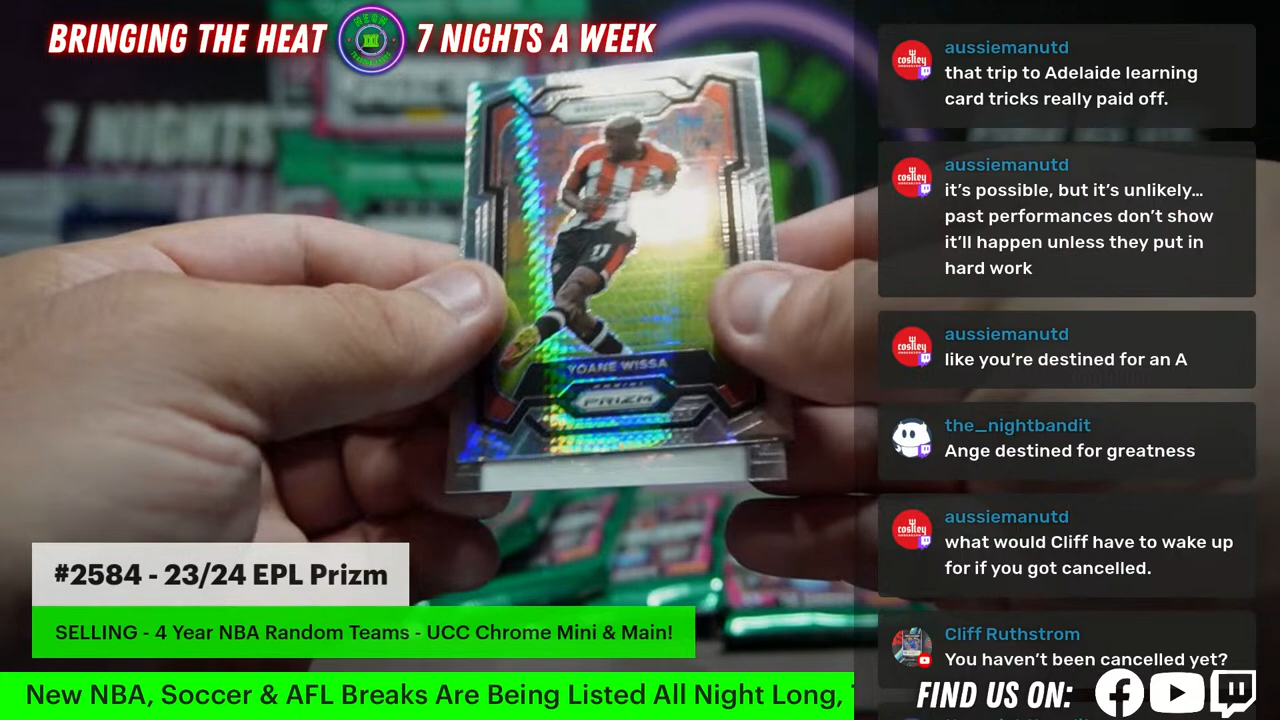 BRINGING THE HEAT
NEON
7 NIGHTS A WEEK
7 NIGHTS
11
YOANE WISSA
PANINI
PRIZM
#2584 - 23/24 EPL Prizm
SELLING - 4 Year NBA Random Teams - UCC Chrome Mini & Main!
New NBA, Soccer & AFL Breaks Are Being Listed All Night Long,
aussiemanutd
that trip to Adelaide learning
card tricks really paid off.
aussiemanutd
it’s possible, but it’s unlikely...
past performances don’t show
it’ll happen unless they put in
hard work
aussiemanutd
like you’re destined for an A
the_nightbandit
Ange destined for greatness
aussiemanutd
what would Cliff have to wake up
for if you got cancelled.
Cliff Ruthstrom
You haven’t been cancelled yet?
FIND US ON: